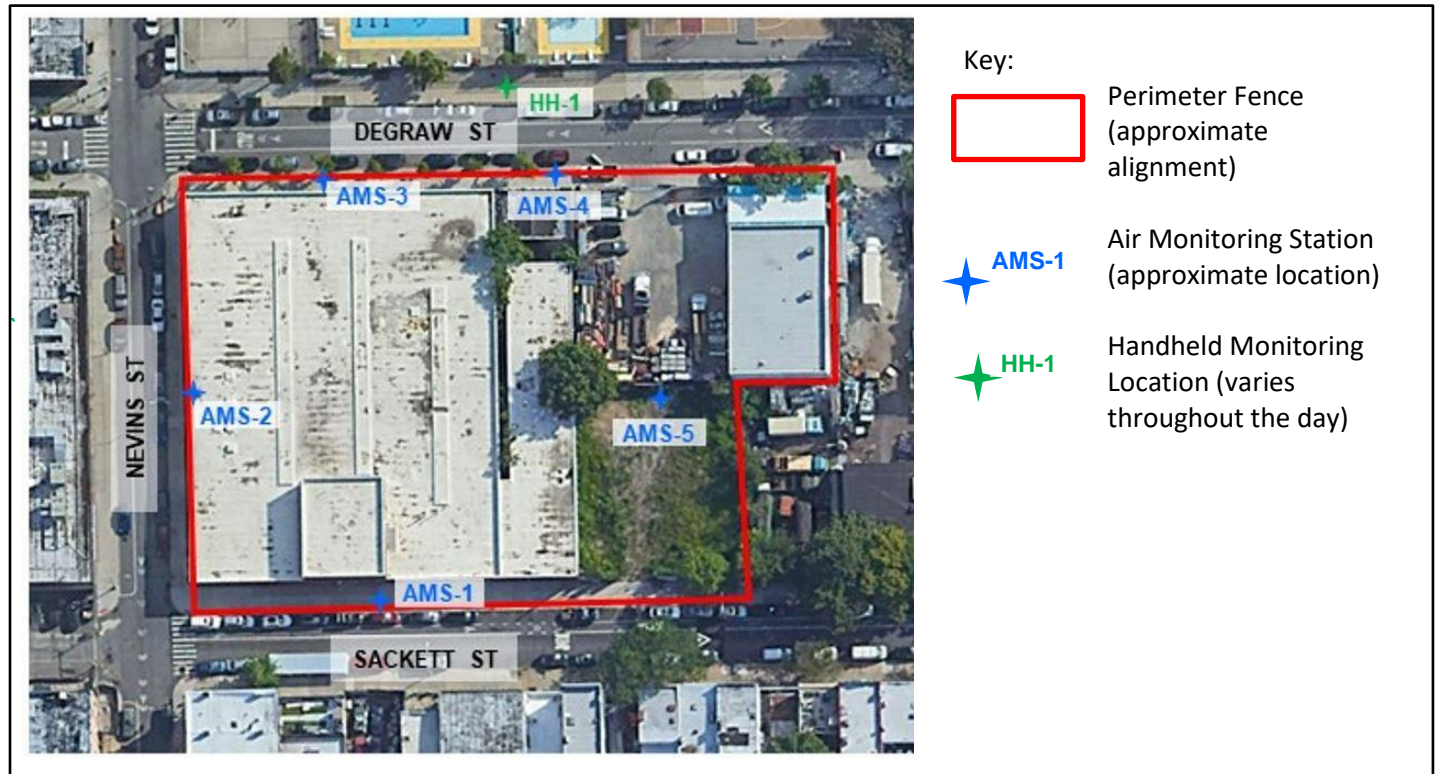 HH-1
DEGRAW ST
AMS-3
AMS-4
NEVINS ST
AMS-2
AMS-5
AMS-1
SACKETT ST
Key:
Perimeter Fence
(approximate
alignment)
AMS-1
Air Monitoring Station
(approximate location)
HH-1
Handheld Monitoring
Location (varies
throughout the day)